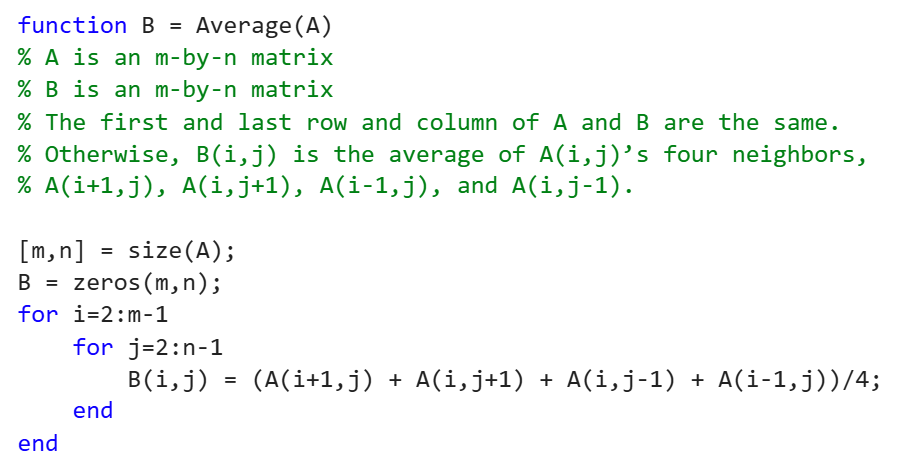 function B = Average(A)
% A is an m-by-n matrix
% B is an m-by-n matrix
% The first and last row and column of A and B are the same.
% Otherwise, B(i,j) is the average of A(i,j)’s four neighbors,
% A(i+1,j), A(i,j+1), A(i-1,j), and A(i,j-1).
[m,n] = size(A);
B = zeros(m,n);
for i=2:m-1
for j=2:n-1
B(i,j) = (A(i+1,j) + A(i,j+1) + A(i,j-1) + A(i-1,j))/4;
end
end